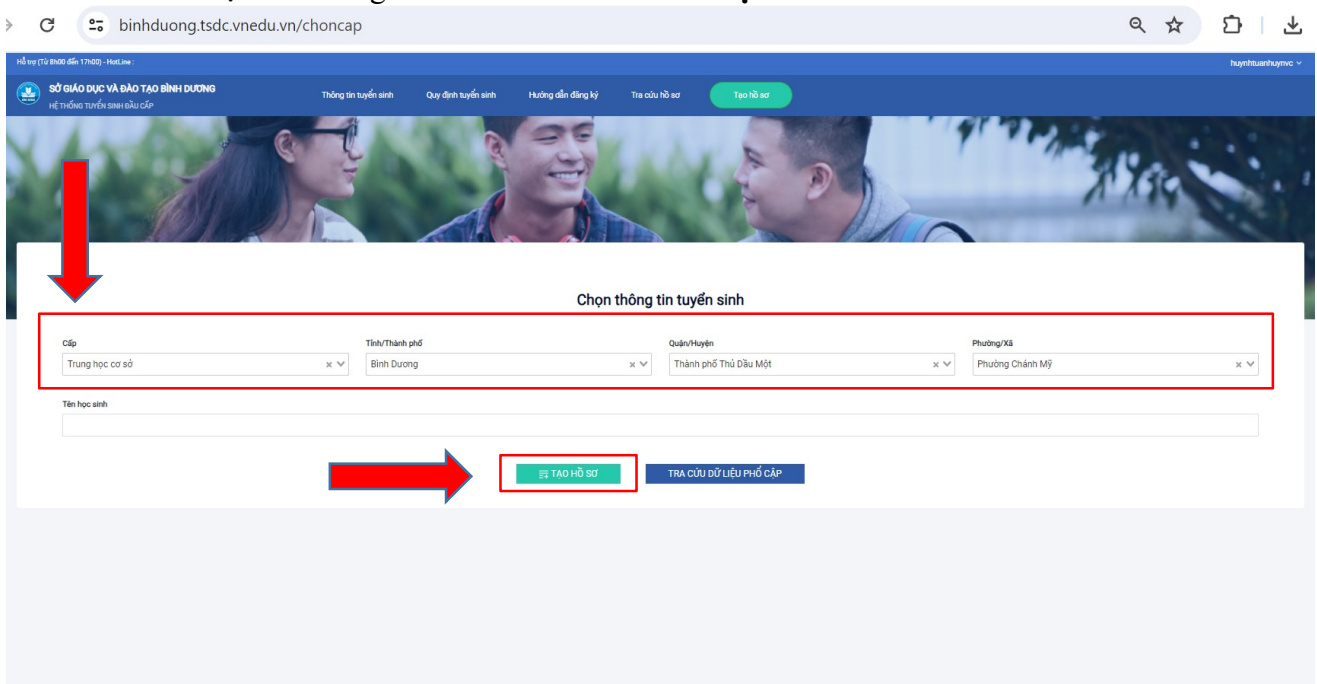 binhduong.tsdc.vnedu.vn/choncap
Hỗ trợ (Từ 8h00 đến 17h00) - HotLine :
huynhtuanhuynvc
SỞ GIÁO DỤC VÀ ĐÀO TẠO BÌNH DƯƠNG
HỆ THỐNG TUYỂN SINH ĐẦU CẤP
Thông tin tuyển sinh Quy định tuyển sinh Hướng dẫn đăng ký Tra cứu hồ sơ Tạo hồ sơ
Chọn thông tin tuyển sinh
Cấp Tỉnh/Thành phố Quận/Huyện Phường/Xã
Trung học cơ sở Bình Dương Thành phố Thủ Dầu Một Phường Chánh Mỹ
Tên học sinh
TẠO HỒ SƠ TRA CỨU DỮ LIỆU PHỔ CẬP